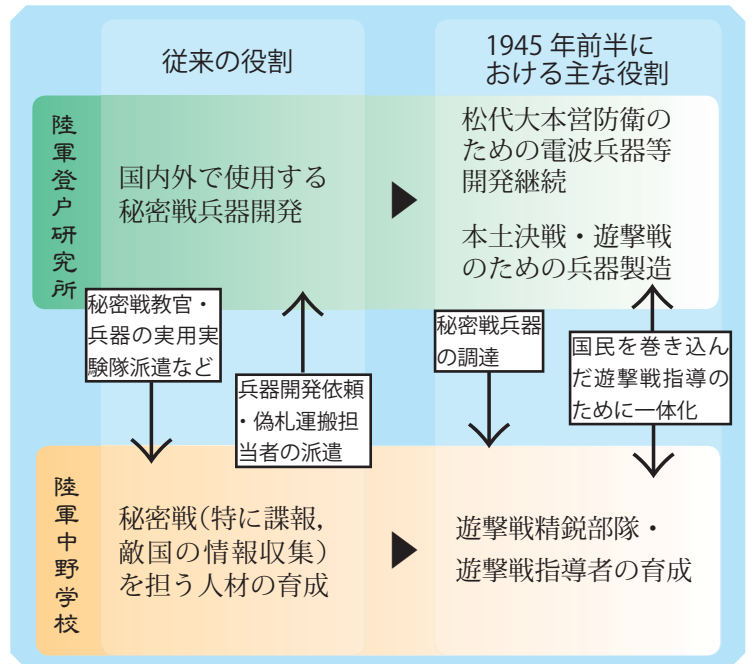 従来の役割
1945 年前半に
おける主な役割
陸軍登戸研究所
国内外で使用する
秘密戦兵器開発
松代大本営防衛の
ための電波兵器等
開発継続
本土決戦・遊撃戦
のための兵器製造
秘密戦教官・
兵器の実用実
験隊派遣など
兵器開発依頼
・偽札運搬担
当者の派遣
秘密戦兵器
の調達
国民を巻き込ん
だ遊撃戦指導の
ために一体化
陸軍中野学校
秘密戦(特に諜報,
敵国の情報収集)
を担う人材の育成
遊撃戦精鋭部隊・
遊撃戦指導者の育成